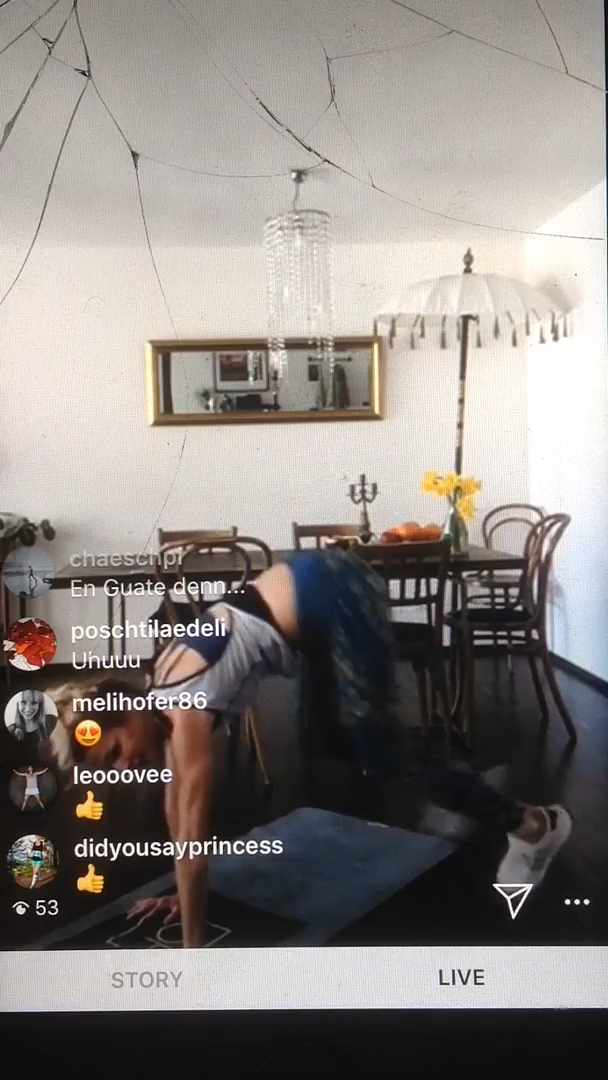 chaeschpi
En Guate denn...
poschtilaedeli
Uhuuu
melihofer86
😍
leooovee
👍
didyousayprincess
👍
53
STORY
LIVE